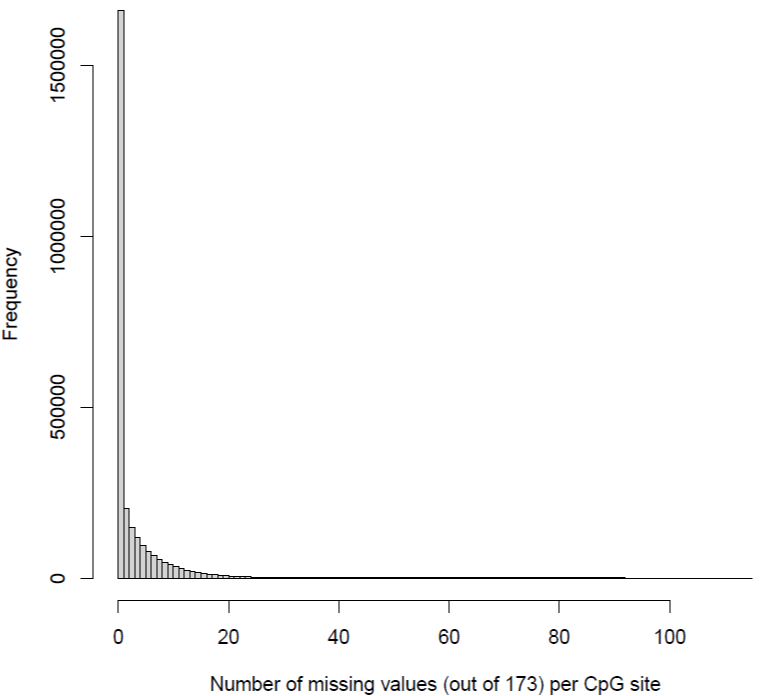 Frequency
1500000
1000000
500000
0
0 20 40 60 80 100
Number of missing values (out of 173) per CpG site